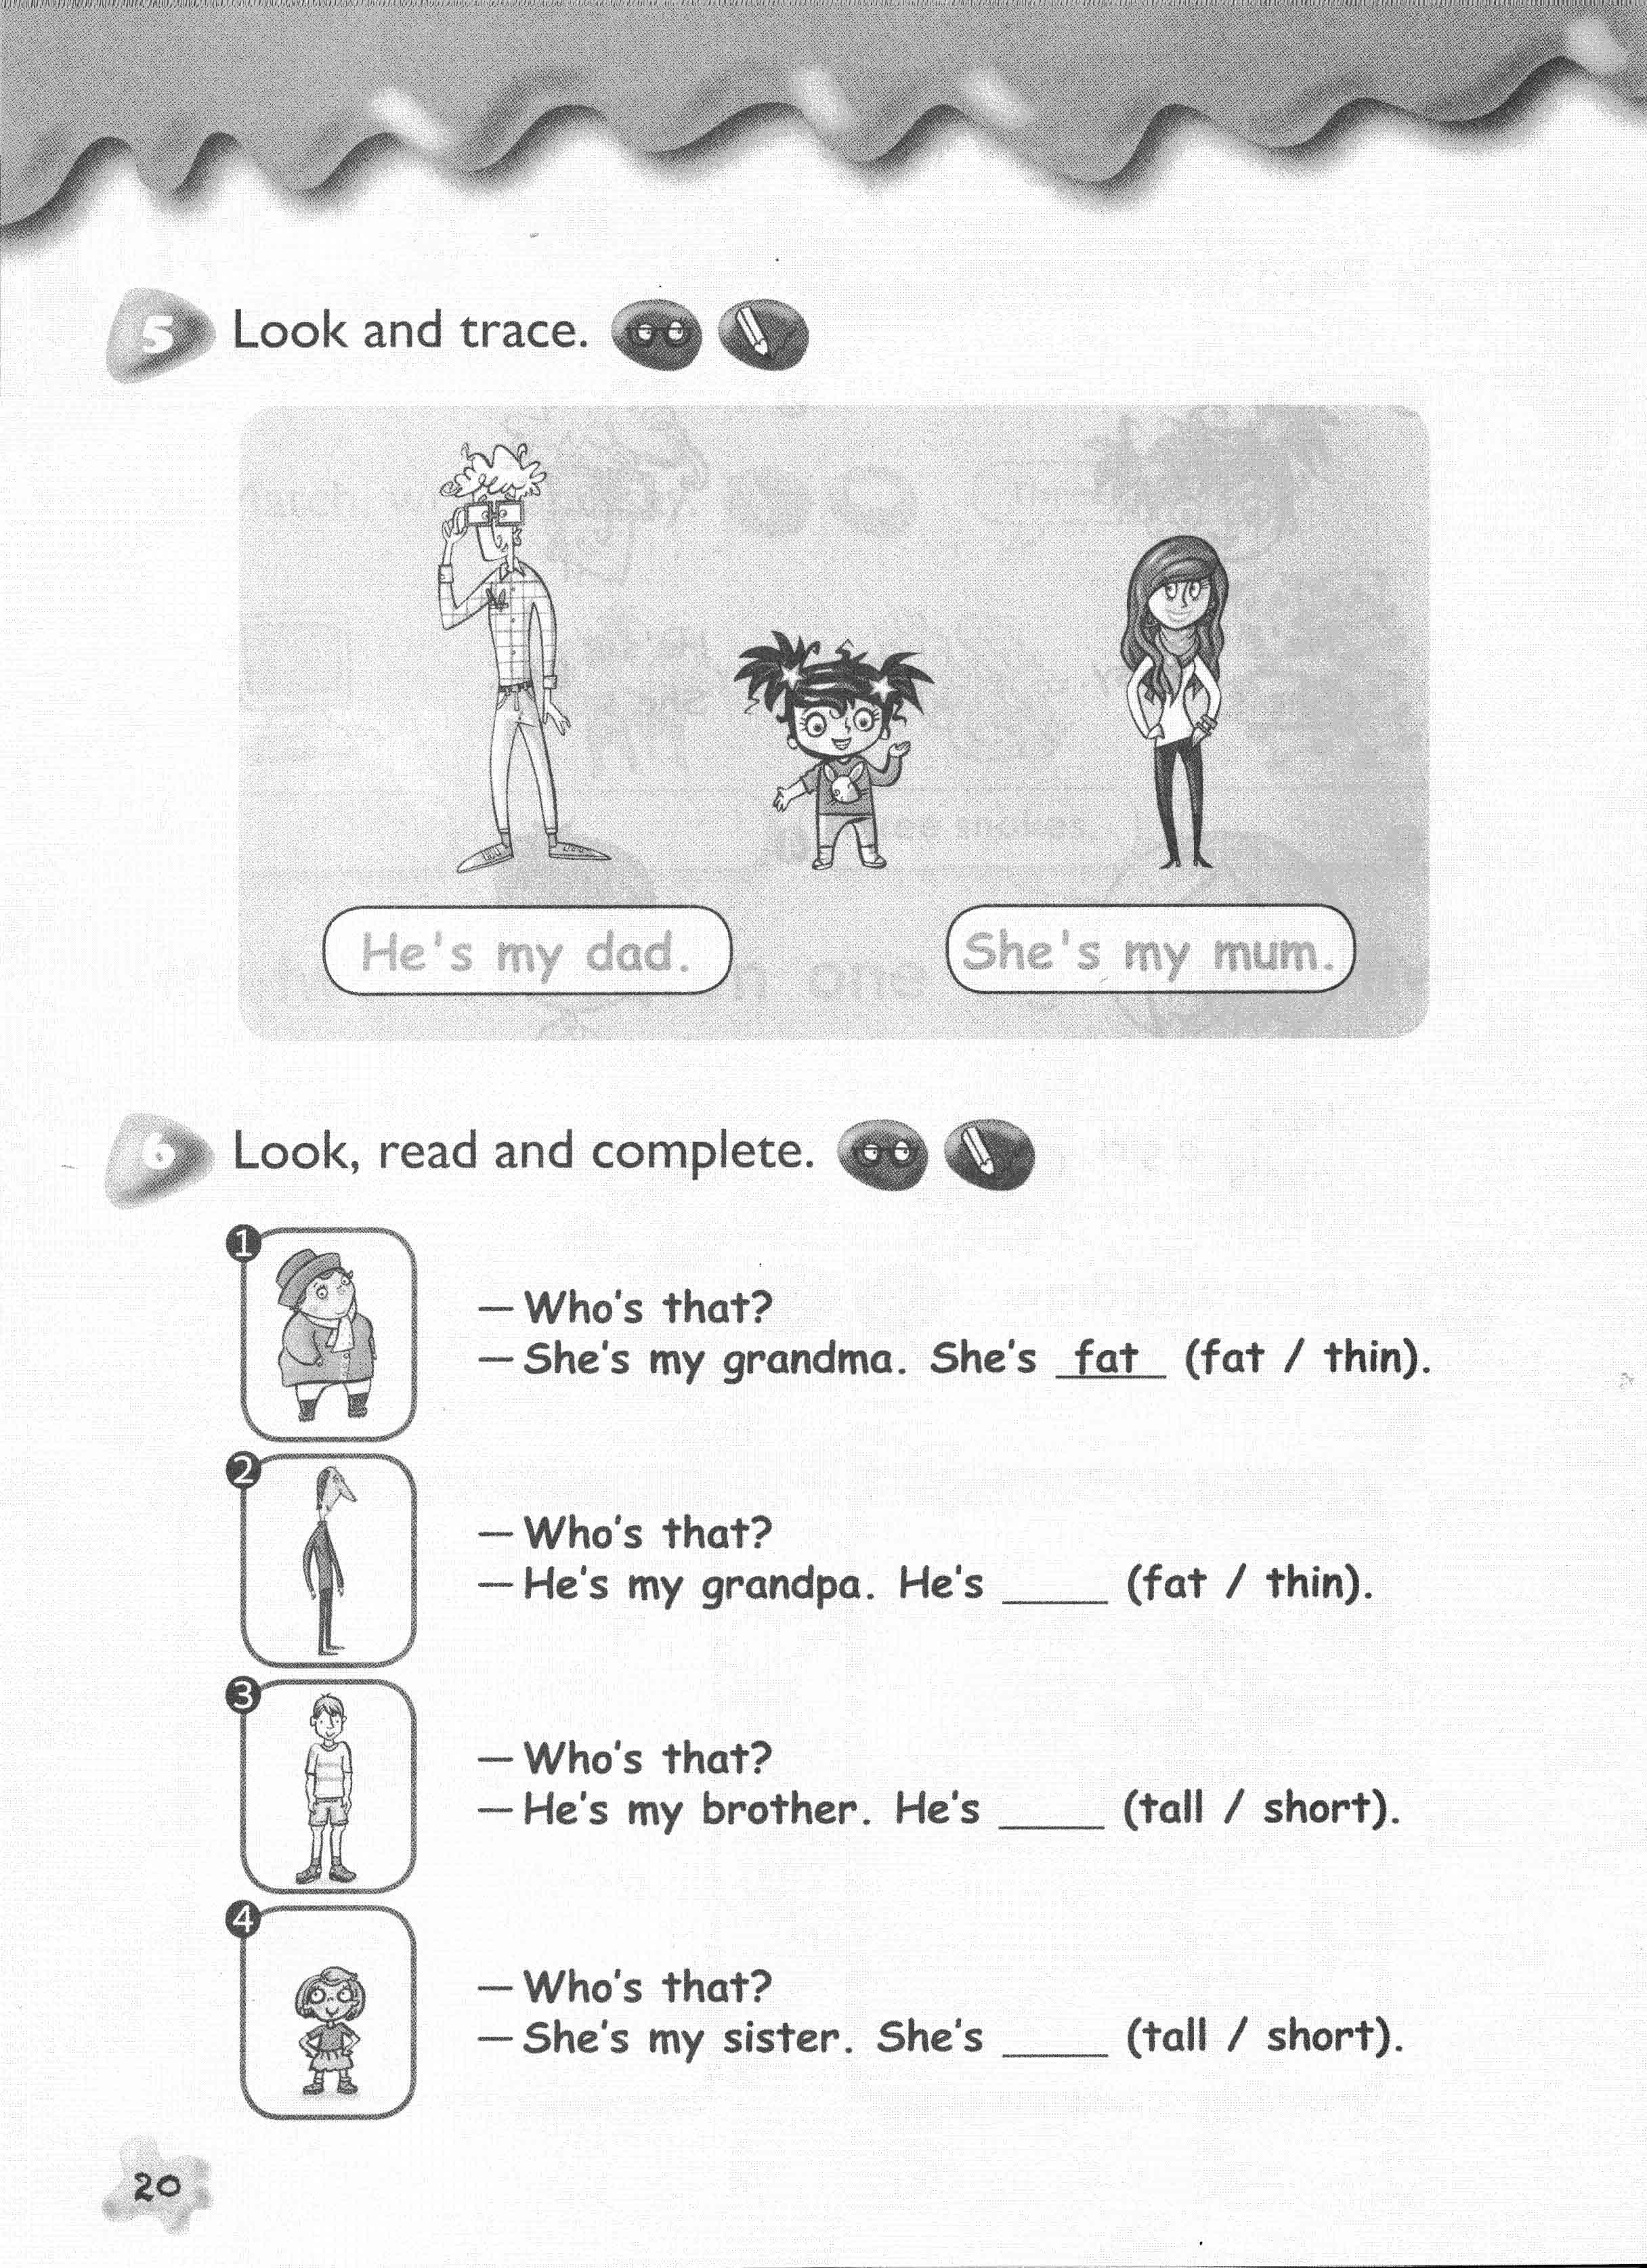 5 Look and trace.
He's my dad.
She's my mum.
6 Look, read and complete.
1
– Who's that?
– She's my grandma. She's fat (fat / thin).
2
– Who's that?
– He's my grandpa. He's ____ (fat / thin).
3
– Who's that?
– He's my brother. He's ____ (tall / short).
4
– Who's that?
– She's my sister. She's ____ (tall / short).
20